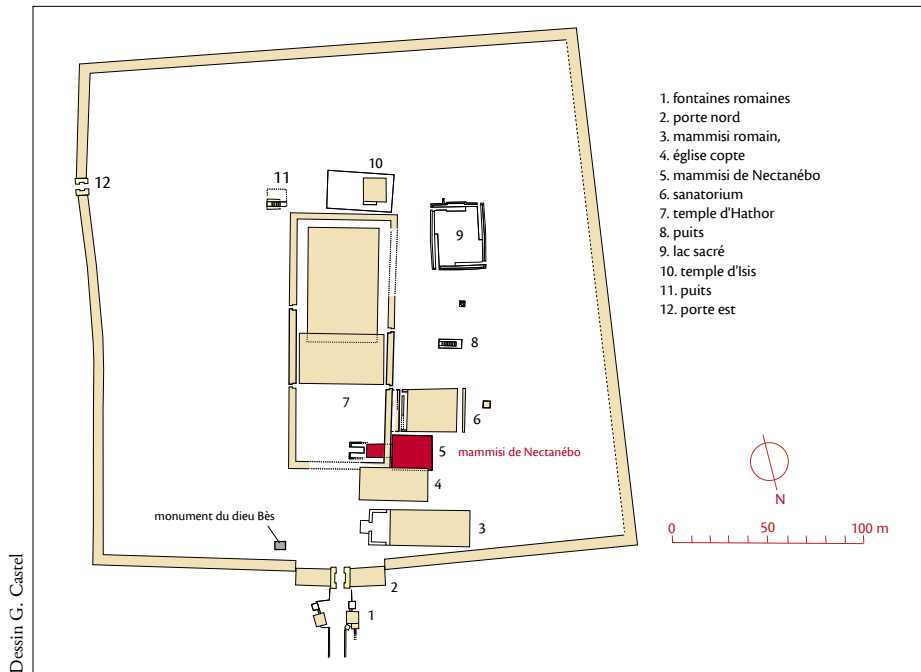 1. fontaines romaines
2. porte nord
3. mammisi romain,
4. église copte
5. mammisi de Nectanébo
6. sanatorium
7. temple d'Hathor
8. puits
9. lac sacré
10. temple d'Isis
11. puits
12. porte est
10
11
12
9
8
7
6
5 mammisi de Nectanébo
4
3
monument du dieu Bès
2
1
N
0 50 100 m
Dessin G. Castel